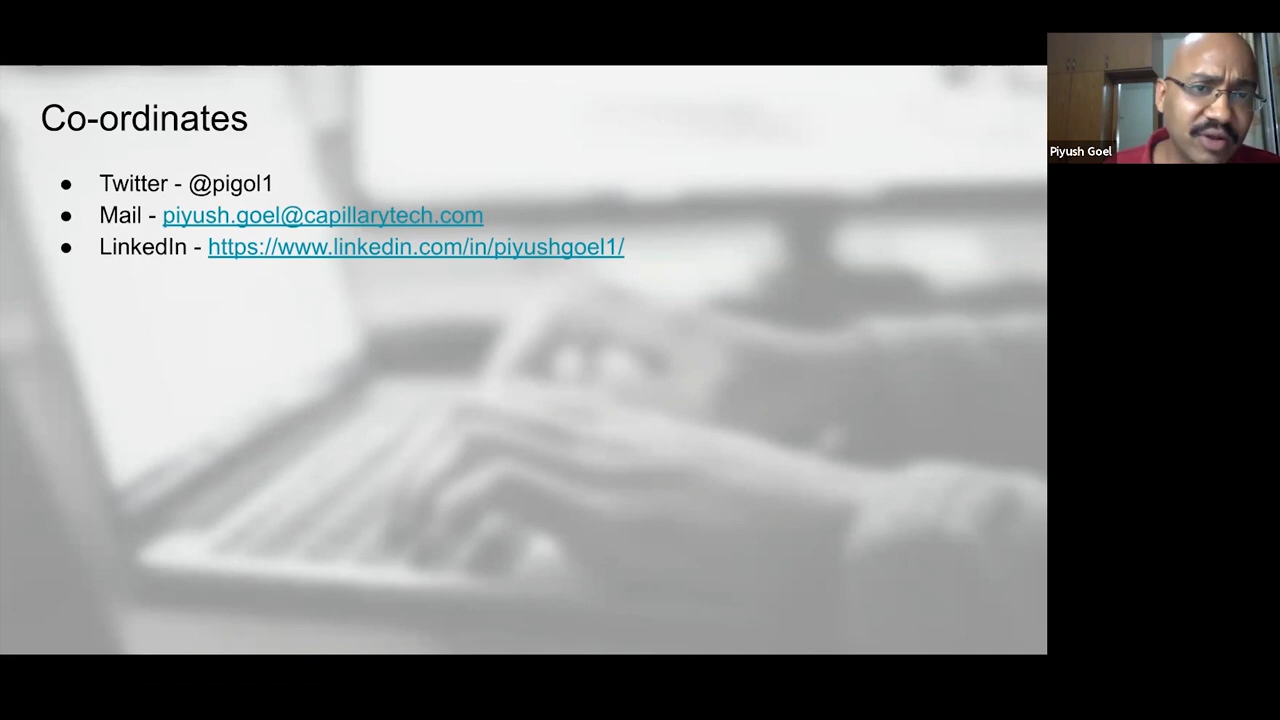 Co-ordinates
● Twitter - @pigol1
● Mail - piyush.goel@capillarytech.com
● LinkedIn - https://www.linkedin.com/in/piyushgoel1/
Piyush Goel